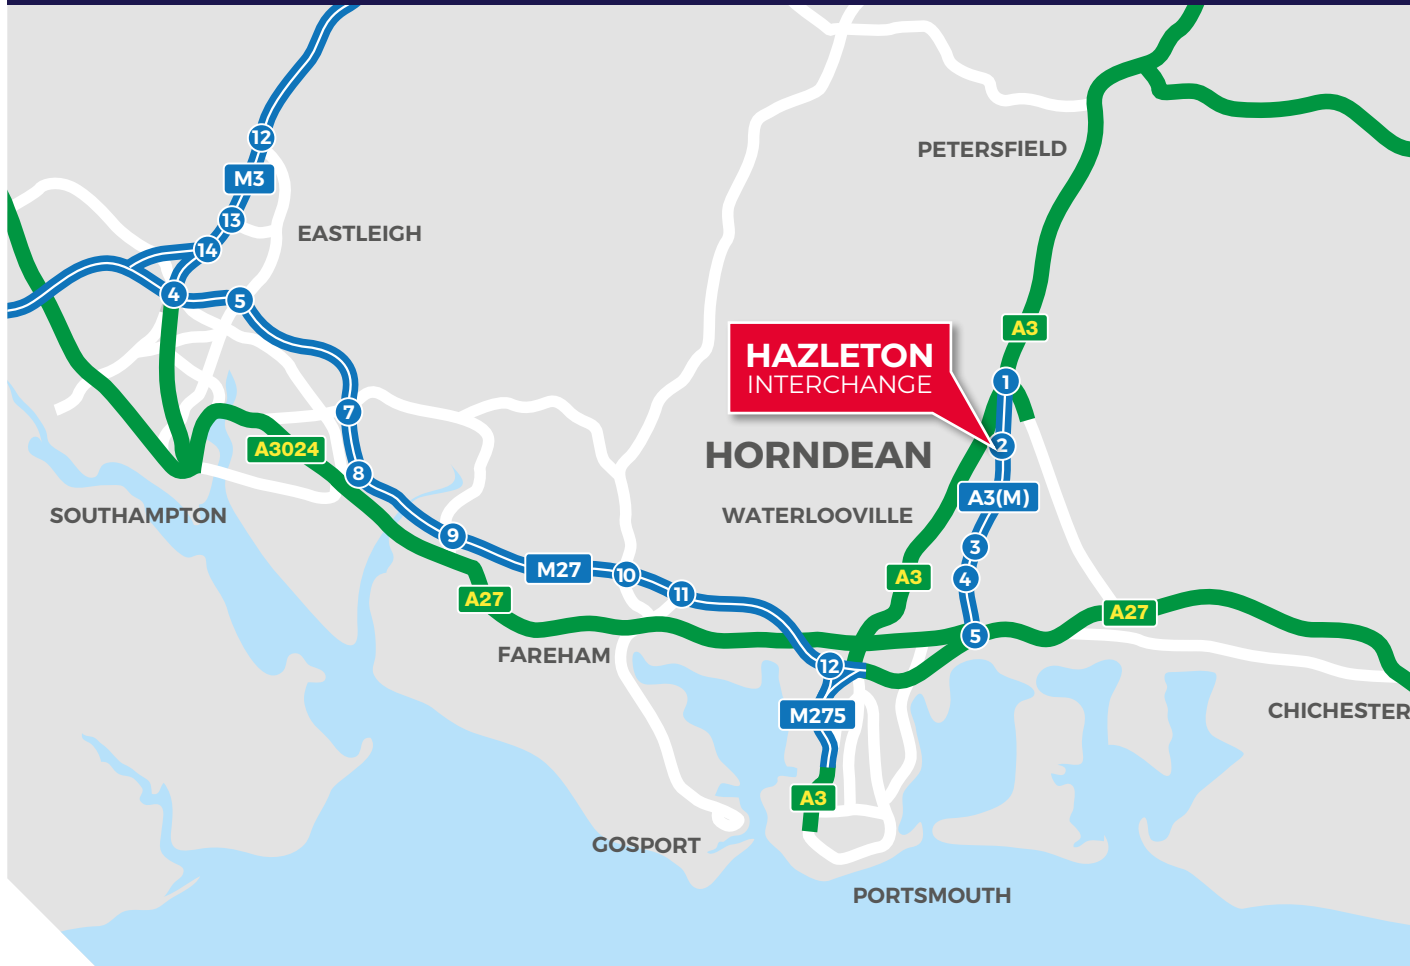 12
M3
PETERSFIELD
13
EASTLEIGH
14
4
5
A3
HAZLETON
INTERCHANGE
1
7
2
A3024
HORNDEAN
8
A3(M)
SOUTHAMPTON
WATERLOOVILLE
9
3
M27
10
A3
4
11
A27
A27
5
FAREHAM
12
M275
CHICHESTER
A3
GOSPORT
PORTSMOUTH